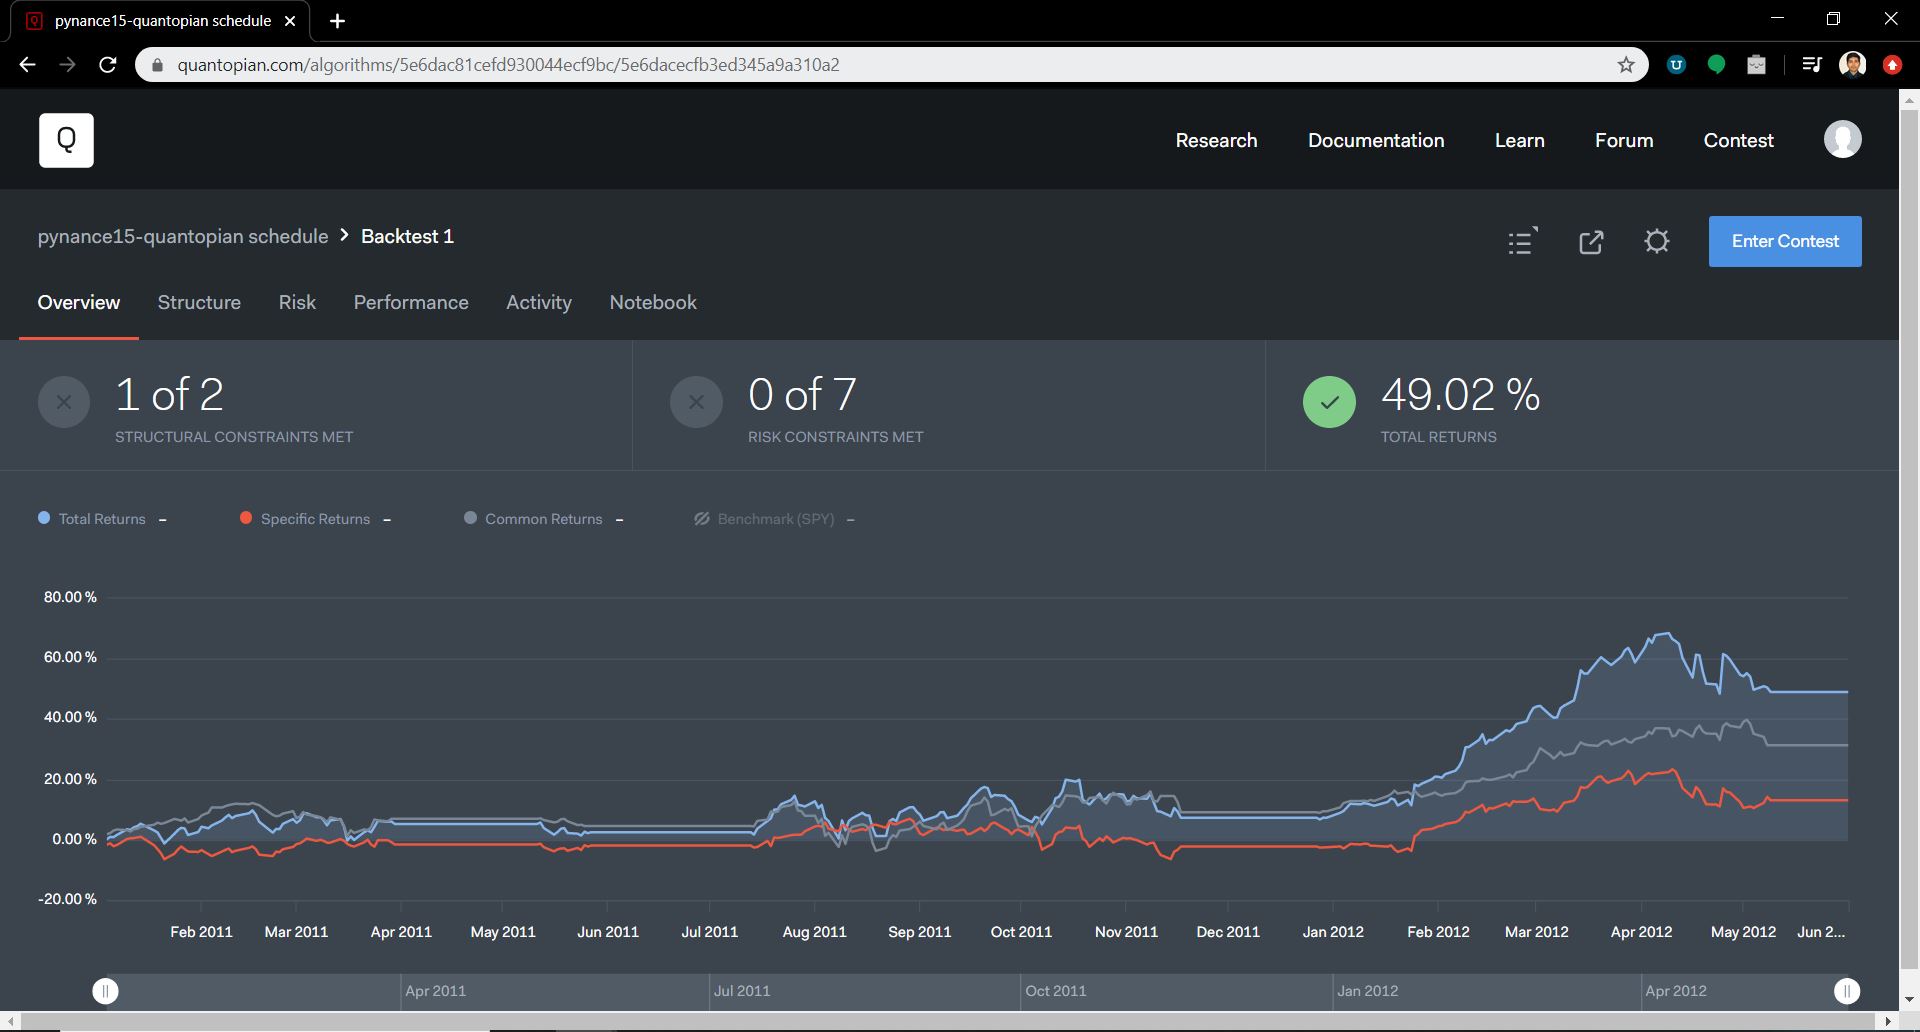 pynance15-quantopian schedule
quantopian.com/algorithms/5e6dac81cefd930044ecf9bc/5e6dacecfb3ed345a9a310a2
Q
Research Documentation Learn Forum Contest
pynance15-quantopian schedule > Backtest 1
Enter Contest
Overview Structure Risk Performance Activity Notebook
1 of 2
STRUCTURAL CONSTRAINTS MET
0 of 7
RISK CONSTRAINTS MET
49.02 %
TOTAL RETURNS
Total Returns – Specific Returns – Common Returns – Benchmark (SPY) –
80.00 %
60.00 %
40.00 %
20.00 %
0.00 %
-20.00 %
Feb 2011 Mar 2011 Apr 2011 May 2011 Jun 2011 Jul 2011 Aug 2011 Sep 2011 Oct 2011 Nov 2011 Dec 2011 Jan 2012 Feb 2012 Mar 2012 Apr 2012 May 2012 Jun 2...
Apr 2011 Jul 2011 Oct 2011 Jan 2012 Apr 2012